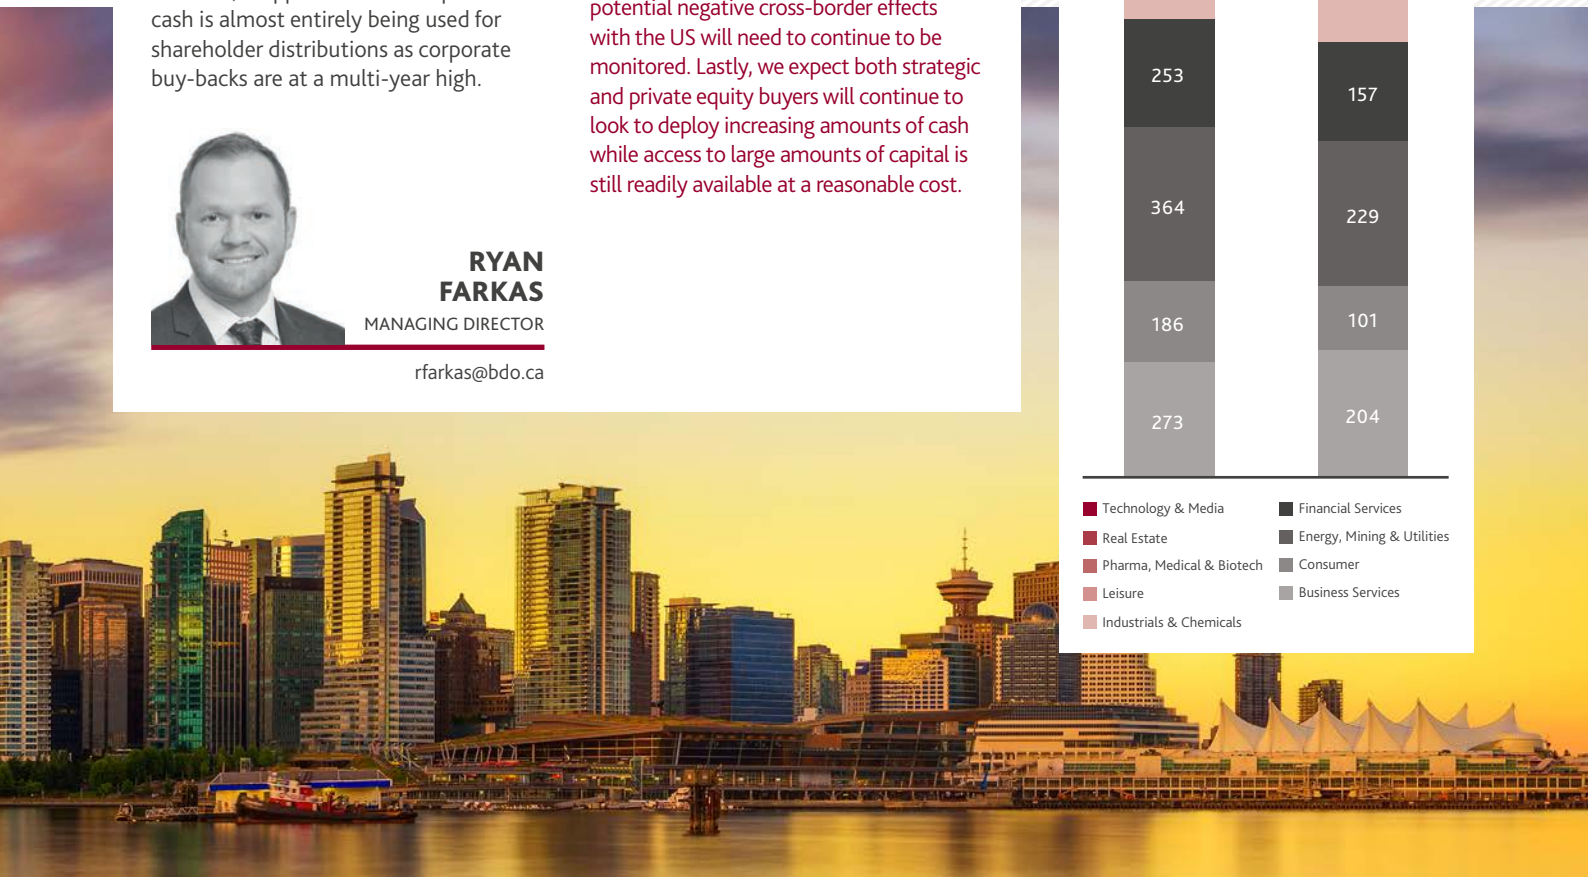 cash is almost entirely being used for
shareholder distributions as corporate
buy-backs are at a multi-year high.
RYAN
FARKAS
MANAGING DIRECTOR
rfarkas@bdo.ca
potential negative cross-border effects
with the US will need to continue to be
monitored. Lastly, we expect both strategic
and private equity buyers will continue to
look to deploy increasing amounts of cash
while access to large amounts of capital is
still readily available at a reasonable cost.
253
157
364
229
186
101
273
204
Technology & Media
Real Estate
Pharma, Medical & Biotech
Leisure
Industrials & Chemicals
Financial Services
Energy, Mining & Utilities
Consumer
Business Services